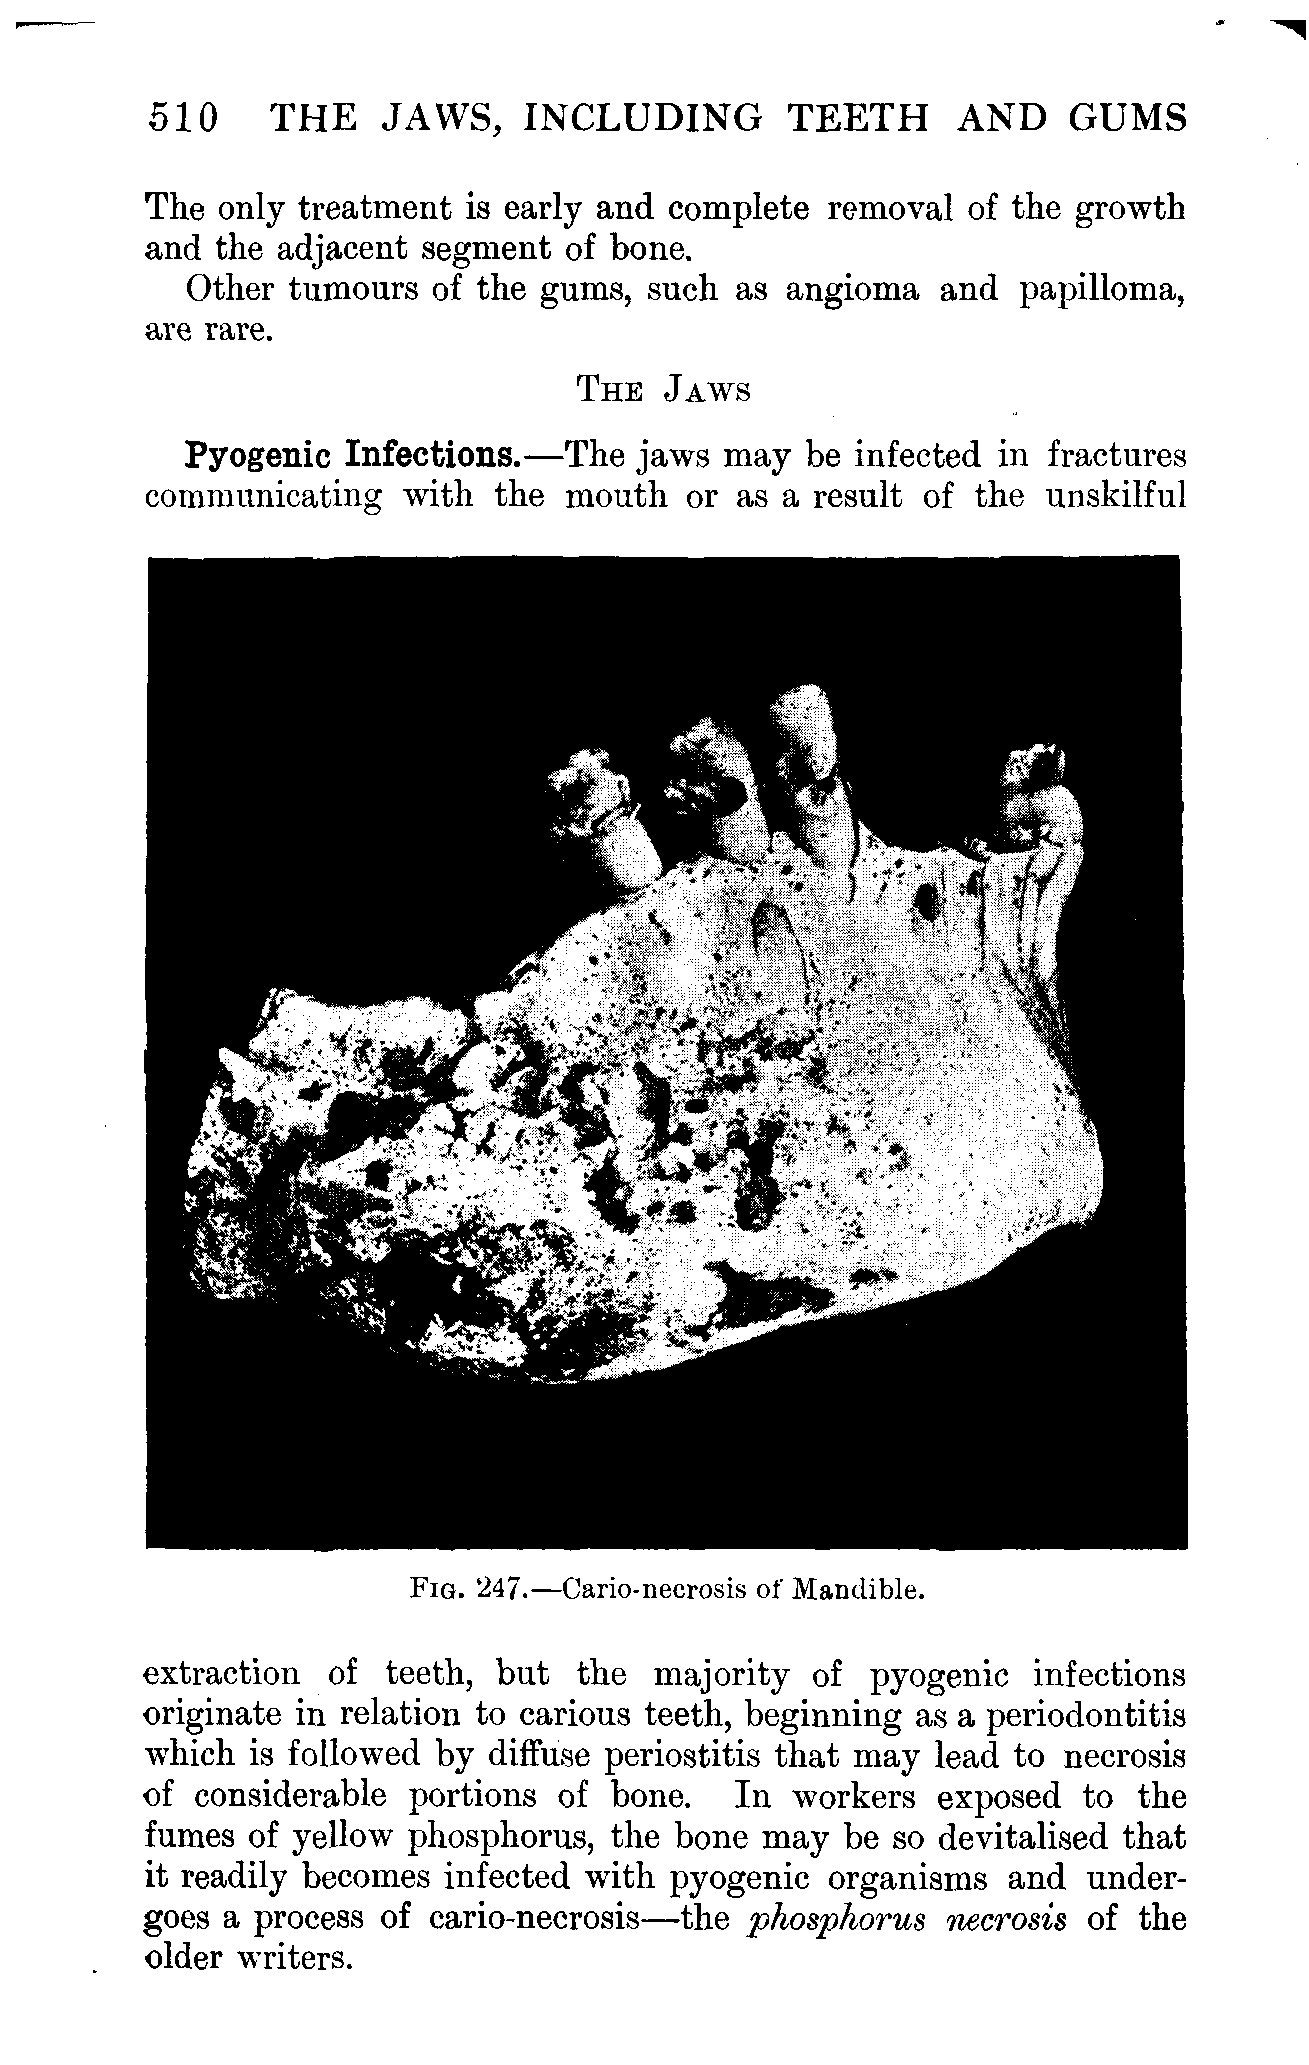 510 THE JAWS, INCLUDING TEETH AND GUMS
The only treatment is early and complete removal of the growth
and the adjacent segment of bone.
Other tumours of the gums, such as angioma and papilloma,
are rare.
THE JAWS
Pyogenic Infections.—The jaws may be infected in fractures
communicating with the mouth or as a result of the unskilful
FIG. 247.—Cario-necrosis of Mandible.
extraction of teeth, but the majority of pyogenic infections
originate in relation to carious teeth, beginning as a periodontitis
which is followed by diffuse periostitis that may lead to necrosis
of considerable portions of bone. In workers exposed to the
fumes of yellow phosphorus, the bone may be so devitalised that
it readily becomes infected with pyogenic organisms and under-
goes a process of cario-necrosis—the phosphorus necrosis of the
older writers.